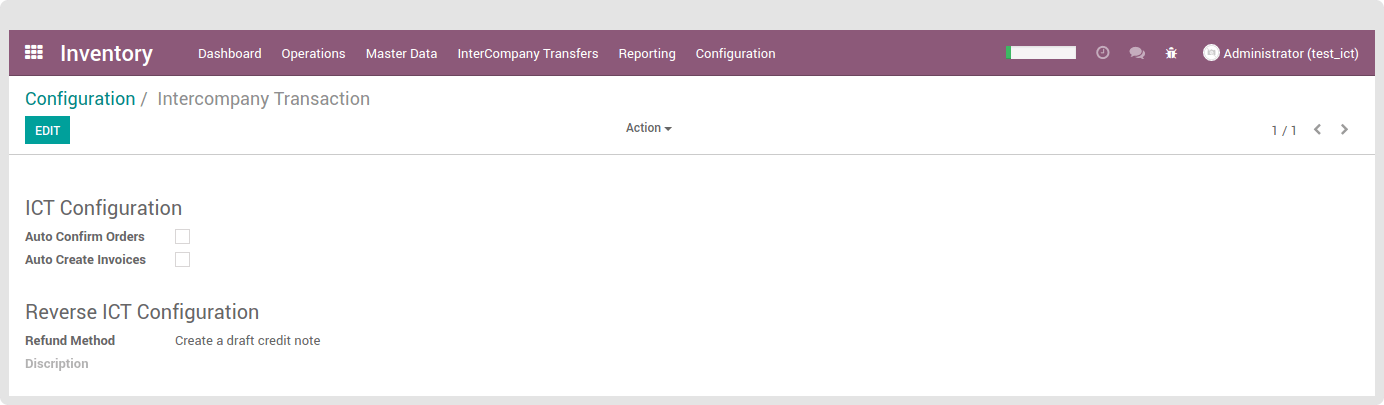 Inventory Dashboard Operations Master Data InterCompany Transfers Reporting Configuration Administrator (test_ict)
Configuration / Intercompany Transaction
EDIT Action 1 / 1
ICT Configuration
Auto Confirm Orders
Auto Create Invoices
Reverse ICT Configuration
Refund Method Create a draft credit note
Discription